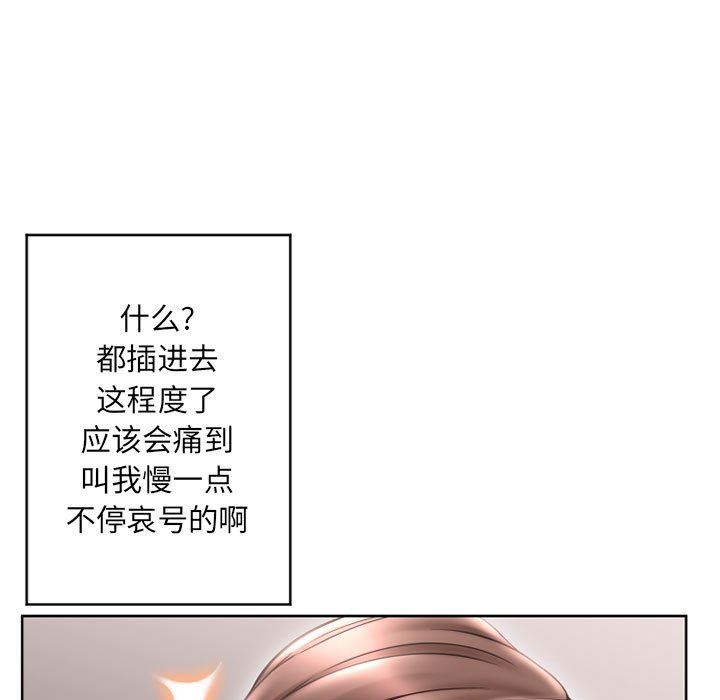 什么?
都插进去
这程度了
应该会痛到
叫我慢一点
不停哀号的啊